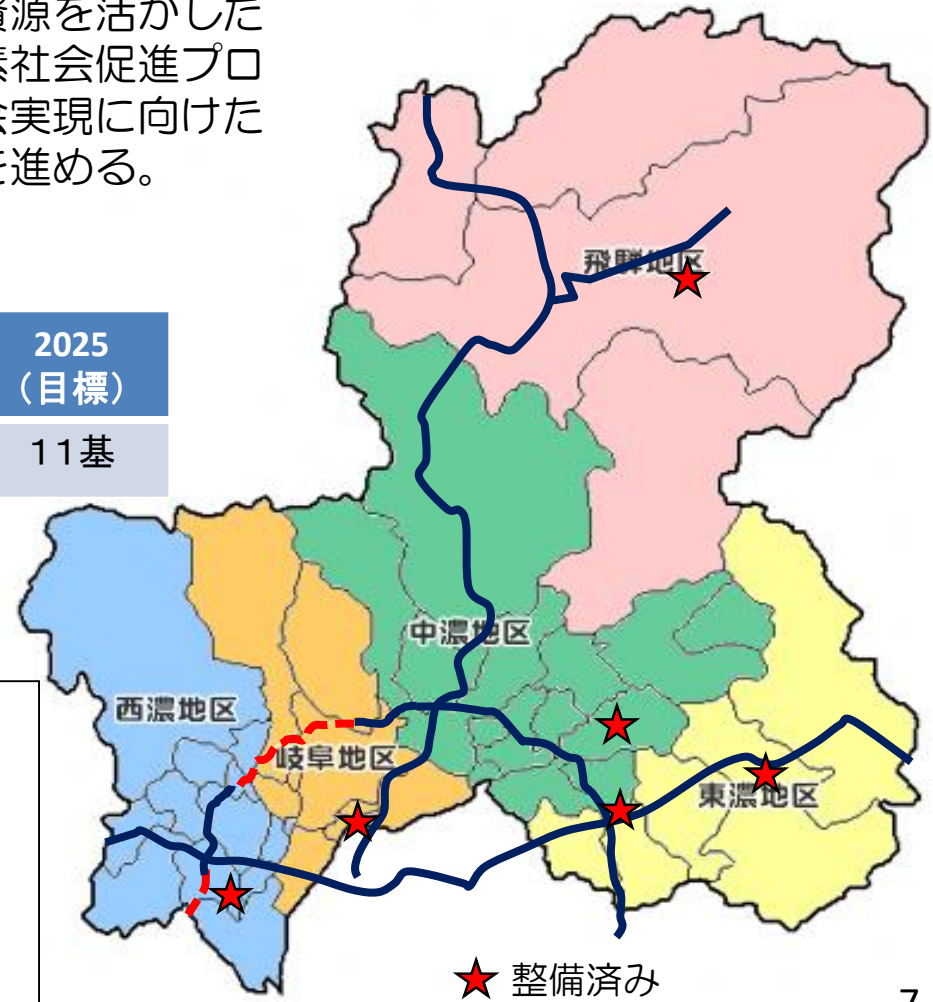 資源を活かした
素社会促進プロ
会実現に向けた
を進める。
2025
（目標）
11基
飛騨地区
中濃地区
西濃地区
岐阜地区
東濃地区
整備済み
7